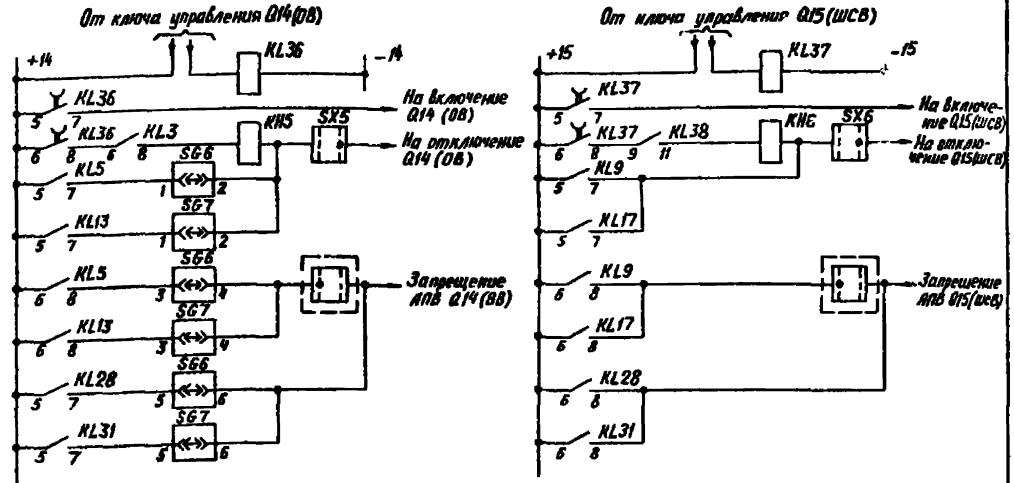 От ключа управления Q14(ОВ)
+14
KL36
-14
KL36
5 7
На включение
Q14 (ОВ)
KL36 KL3 KH5 SX5
6 8 6 8
На отключение
Q14 (ОВ)
KL5 SG6
5 7 1 2
KL13 SG7
5 7 1 2
KL5 SG6
6 8 3 4
Запрещение
АПВ Q14(ВВ)
KL13 SG7
6 8 3 4
KL28 SG6
5 7 5 6
KL31 SG7
5 7 5 6
От ключа управления Q15(ШСВ)
+15
KL37
-15
KL37
5 7
На включе-
ние Q15(ШСВ)
KL37 KL38 KH6 SX6
6 8 9 11
На отклю-
чение Q15(ШСВ)
KL9
5 7
KL17
5 7
KL9
6 8
Запрещение
АПВ Q15(ШСВ)
KL17
6 8
KL28
6 8
KL31
6 8